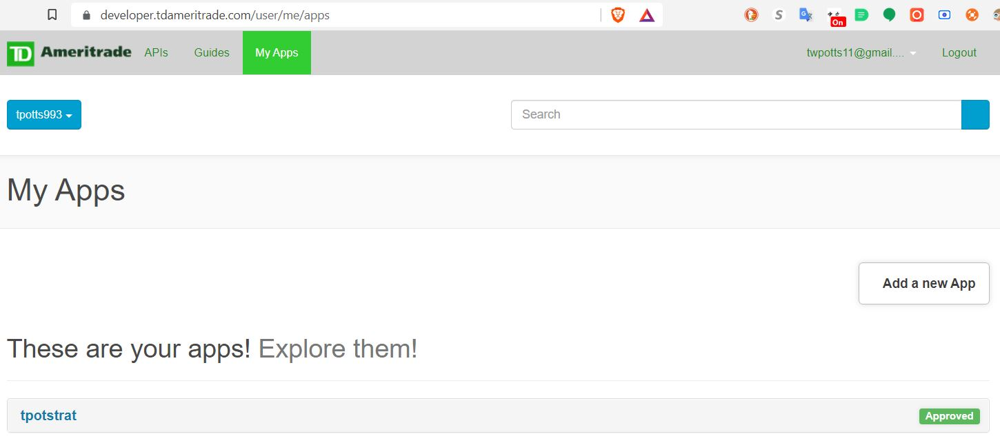 developer.tdameritrade.com/user/me/apps
S
On
TD Ameritrade APIs Guides My Apps twpotts11@gmail.... Logout
tpotts993 Search
My Apps
Add a new App
These are your apps! Explore them!
tpotstrat Approved